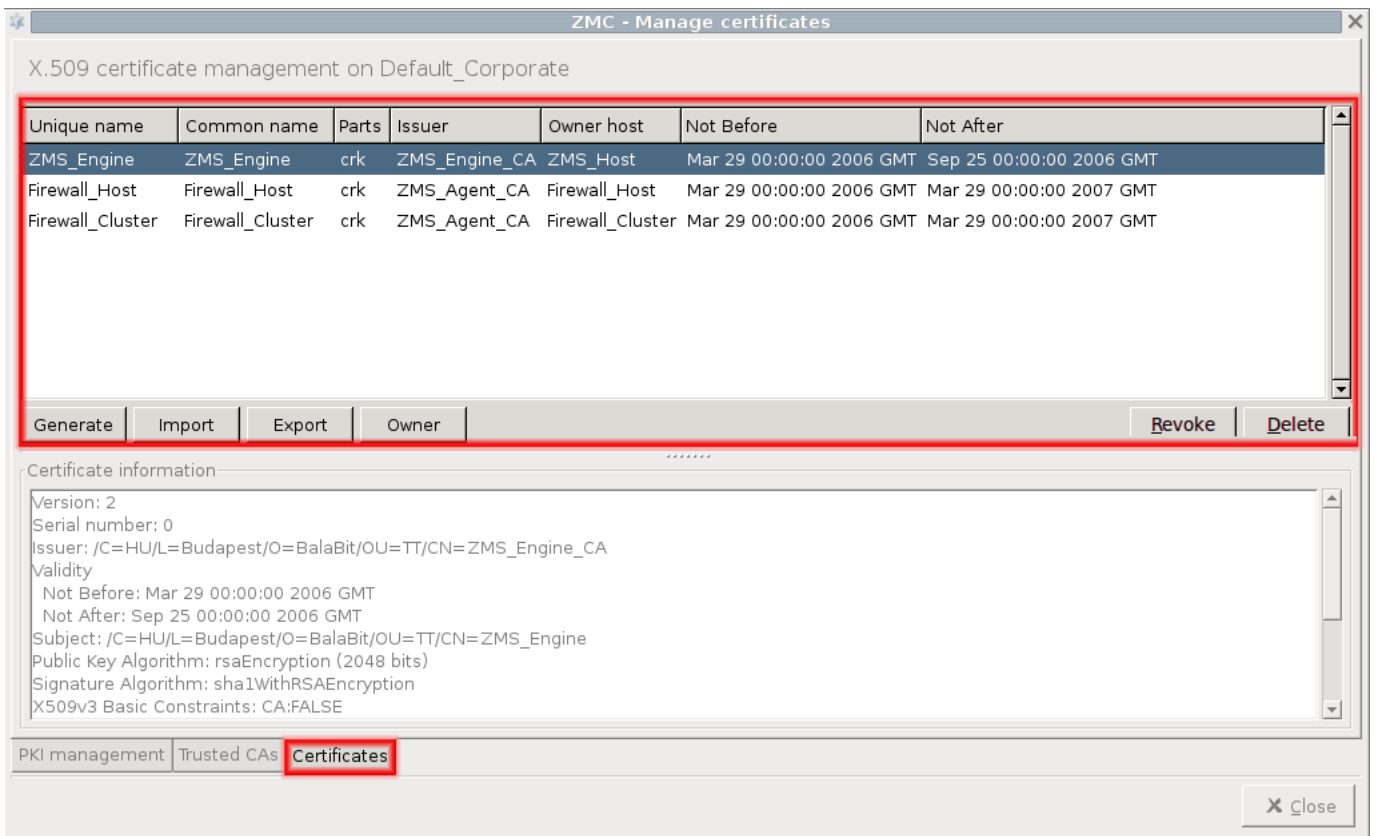 ZMC - Manage certificates
X.509 certificate management on Default_Corporate
Unique name Common name Parts Issuer Owner host Not Before Not After
ZMS_Engine ZMS_Engine crk ZMS_Engine_CA ZMS_Host Mar 29 00:00:00 2006 GMT Sep 25 00:00:00 2006 GMT
Firewall_Host Firewall_Host crk ZMS_Agent_CA Firewall_Host Mar 29 00:00:00 2006 GMT Mar 29 00:00:00 2007 GMT
Firewall_Cluster Firewall_Cluster crk ZMS_Agent_CA Firewall_Cluster Mar 29 00:00:00 2006 GMT Mar 29 00:00:00 2007 GMT
Generate Import Export Owner Revoke Delete
Certificate information
Version: 2
Serial number: 0
Issuer: /C=HU/L=Budapest/O=BalaBit/OU=TT/CN=ZMS_Engine_CA
Validity
Not Before: Mar 29 00:00:00 2006 GMT
Not After: Sep 25 00:00:00 2006 GMT
Subject: /C=HU/L=Budapest/O=BalaBit/OU=TT/CN=ZMS_Engine
Public Key Algorithm: rsaEncryption (2048 bits)
Signature Algorithm: sha1WithRSAEncryption
X509v3 Basic Constraints: CA:FALSE
PKI management Trusted CAs Certificates
Close